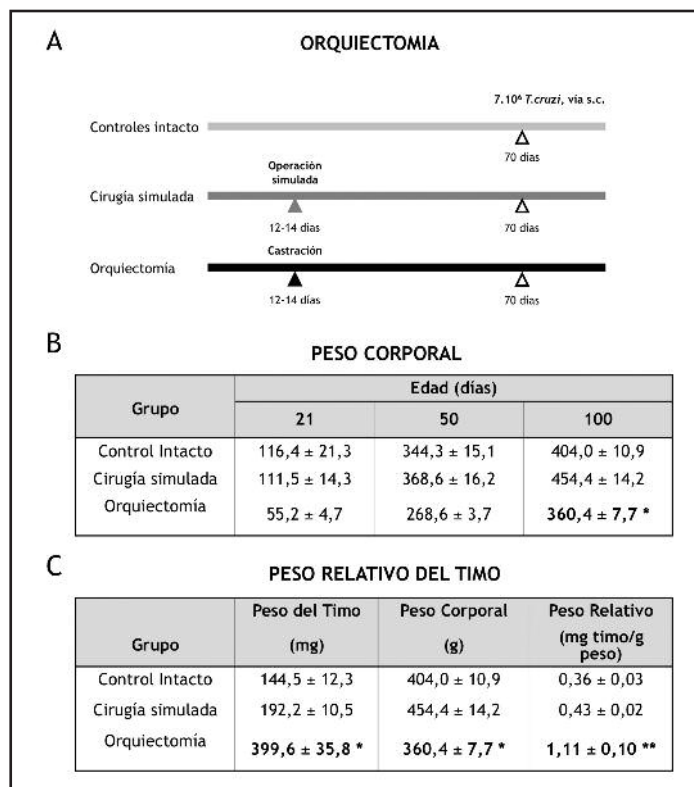 A
ORQUIECTOMIA
7.10⁶ T.cruzi, via s.c.
Controles intacto
70 dias
Operación
simulada
Cirugía simulada
12-14 dias
70 dias
Castración
Orquiectomía
12-14 días
70 dias
B
PESO CORPORAL
Grupo
Edad (días)
21 50 100
Control Intacto 116,4 ± 21,3 344,3 ± 15,1 404,0 ± 10,9
Cirugía simulada 111,5 ± 14,3 368,6 ± 16,2 454,4 ± 14,2
Orquiectomía 55,2 ± 4,7 268,6 ± 3,7 360,4 ± 7,7 *
C
PESO RELATIVO DEL TIMO
Grupo
Peso del Timo Peso Corporal Peso Relativo
(mg) (g) (mg timo/g
peso)
Control Intacto 144,5 ± 12,3 404,0 ± 10,9 0,36 ± 0,03
Cirugía simulada 192,2 ± 10,5 454,4 ± 14,2 0,43 ± 0,02
Orquiectomía 399,6 ± 35,8 * 360,4 ± 7,7 * 1,11 ± 0,10 **